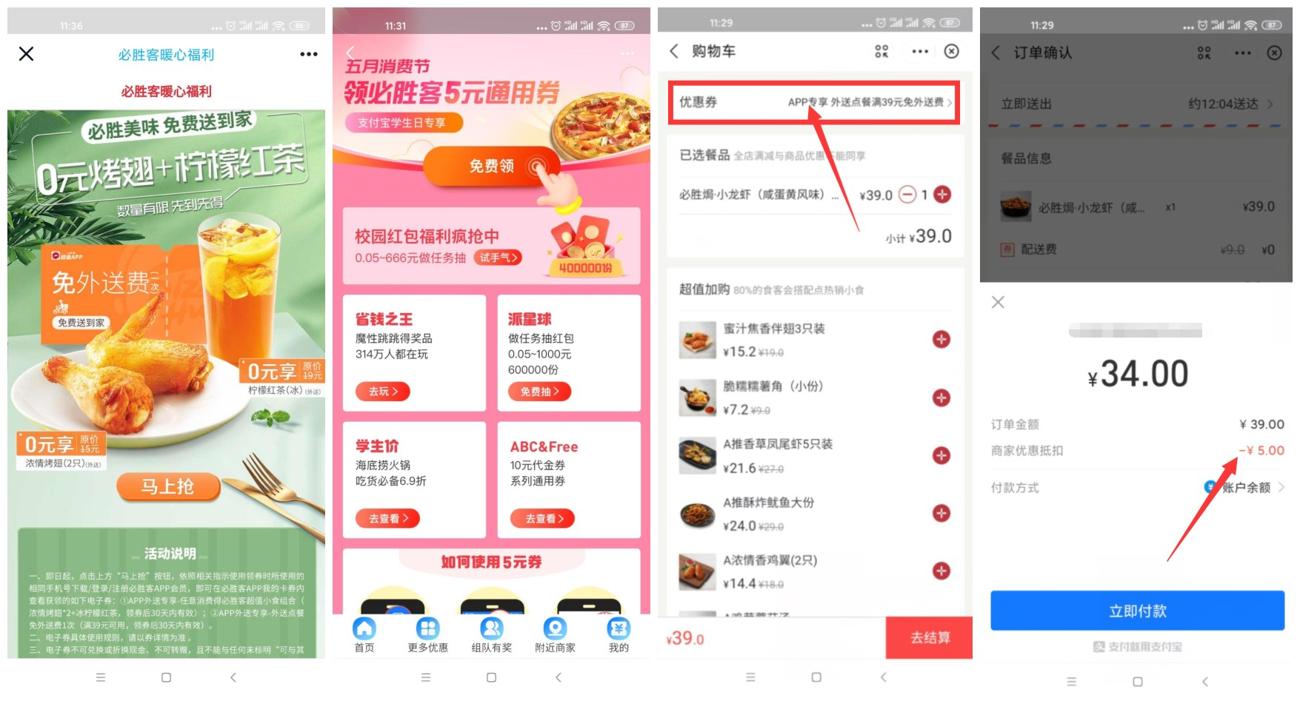 11:36
必胜客暖心福利
必胜客暖心福利
必胜美味 免费送到家
0元烤翅+柠檬红茶
数量有限 先到先得
免外送费(一次)
免费送到家
0元享 原价19元
柠檬红茶(冰)(外送)
0元享 原价15元
浓情烤翅(2只)(外送)
马上抢
活动说明
一、即日起，点击上方“马上抢”按钮，依照相关指示使用领券时所使用的
相同手机号下载/登录/注册必胜客APP会员，即可在必胜客APP我的卡券内
查看获领的如下电子券：①APP外送专享-任意消费得必胜客超值小食组合（
浓情烤翅*2+冰柠檬红茶，领券后30天内有效）；②APP外送专享-外送点餐
免外送费1次（满39元可用，领券后30天内有效）。
二、电子券具体使用规则，请以券详情为准。
三、电子券不可兑换或折换现金、不可转赠，且不能与任何未标明“可与其
11:31
87
五月消费节
领必胜客5元通用券
支付宝学生日专享
免费领
校园红包福利疯抢中
0.05-666元做任务抽 试手气>
400000份
省钱之王
魔性跳跳得奖品
314万人都在玩
去玩>
派星球
做任务抽红包
0.05~1000元
600000份
免费抽>
学生价
海底捞火锅
吃货必备6.9折
去查看>
ABC&Free
10元代金券
系列通用券
去查看>
如何使用5元券
首页
更多优惠
组队有奖
附近商家
我的
11:29
87
购物车
优惠券 APP专享 外送点餐满39元免外送费>
已选餐品 全店满减与商品优惠不能同享
必胜焗·小龙虾（咸蛋黄风味）... ¥39.0 1
小计 ¥39.0
超值加购 80%的食客会搭配点热销小食
蜜汁焦香伴翅3只装
¥15.2 ¥19.0
脆糯糯薯角（小份）
¥7.2 ¥9.0
A推香草凤尾虾5只装
¥21.6 ¥27.0
A推酥炸鱿鱼大份
¥24.0 ¥29.0
A浓情香鸡翼(2只)
¥14.4 ¥18.0
¥39.0 去结算
11:29
87
订单确认
立即送出 约12:04送达 >
餐品信息
必胜焗·小龙虾（咸... x1 ¥39.0
券 配送费 ¥9.0 ¥0
¥34.00
订单金额 ¥ 39.00
商家优惠抵扣 -¥ 5.00
付款方式 账户余额 >
立即付款
支付就用支付宝